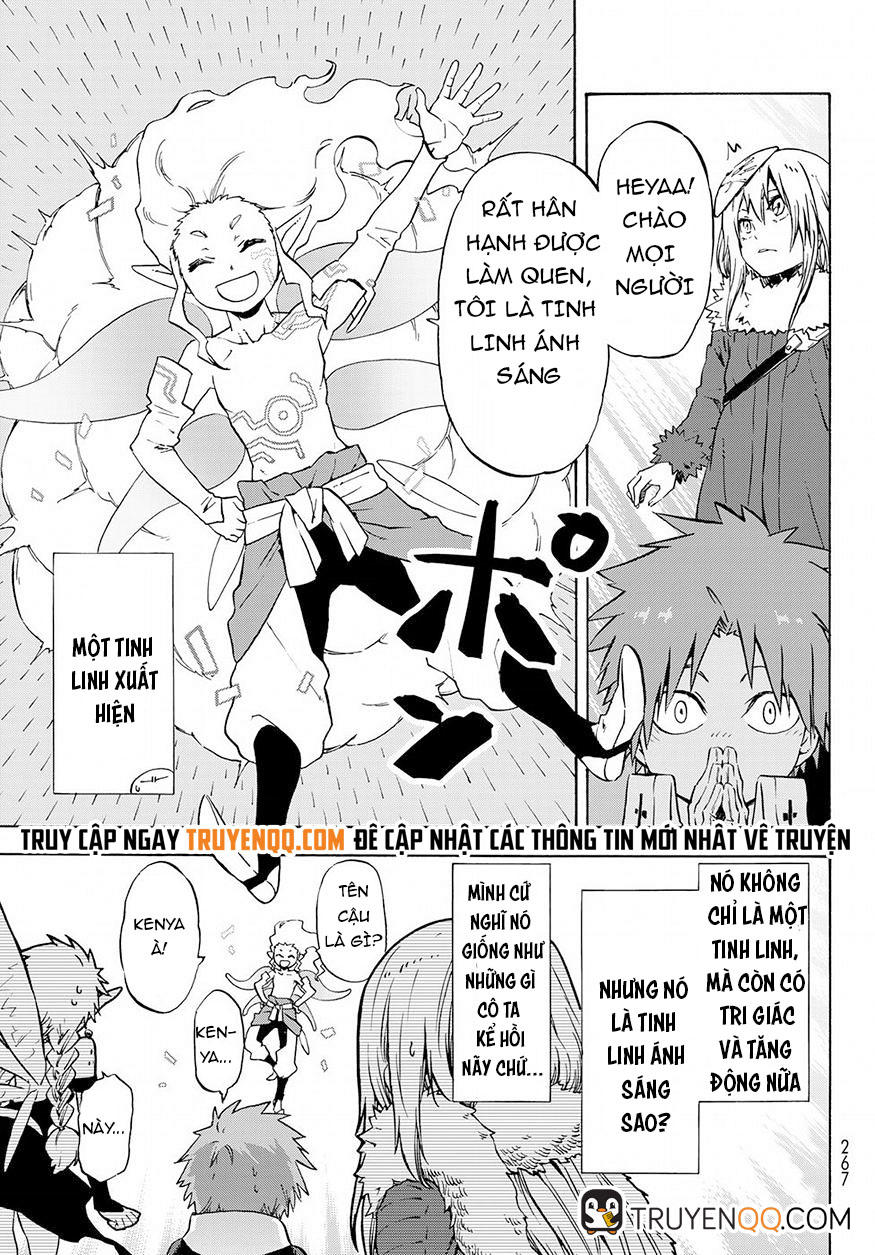 HEYAA!
CHÀO
MỌI
NGƯỜI
RẤT HÂN
HẠNH ĐƯỢC
LÀM QUEN,
TÔI LÀ TINH
LINH ÁNH
SÁNG
ポン
MỘT TINH
LINH XUẤT
HIỆN
TRUY CẬP NGAY TRUYENQQ.COM ĐỂ CẬP NHẬT CÁC THÔNG TIN MỚI NHẤT VỀ TRUYỆN
NÓ KHÔNG
CHỈ LÀ MỘT
TINH LINH,
MÀ CÒN CÓ
TRI GIÁC
VÀ TĂNG
ĐỘNG NỮA
NHƯNG NÓ
LÀ TINH
LINH ÁNH
SÁNG
SAO?
MÌNH CỨ
NGHĨ NÓ
GIỐNG NHƯ
NHỮNG GÌ
CÔ TA
KỂ HỒI
NÃY CHỨ...
TÊN
CẬU
LÀ GÌ?
KEN-
YA...
KENYA
À!
NÀY...
267
TRUYENQQ.COM